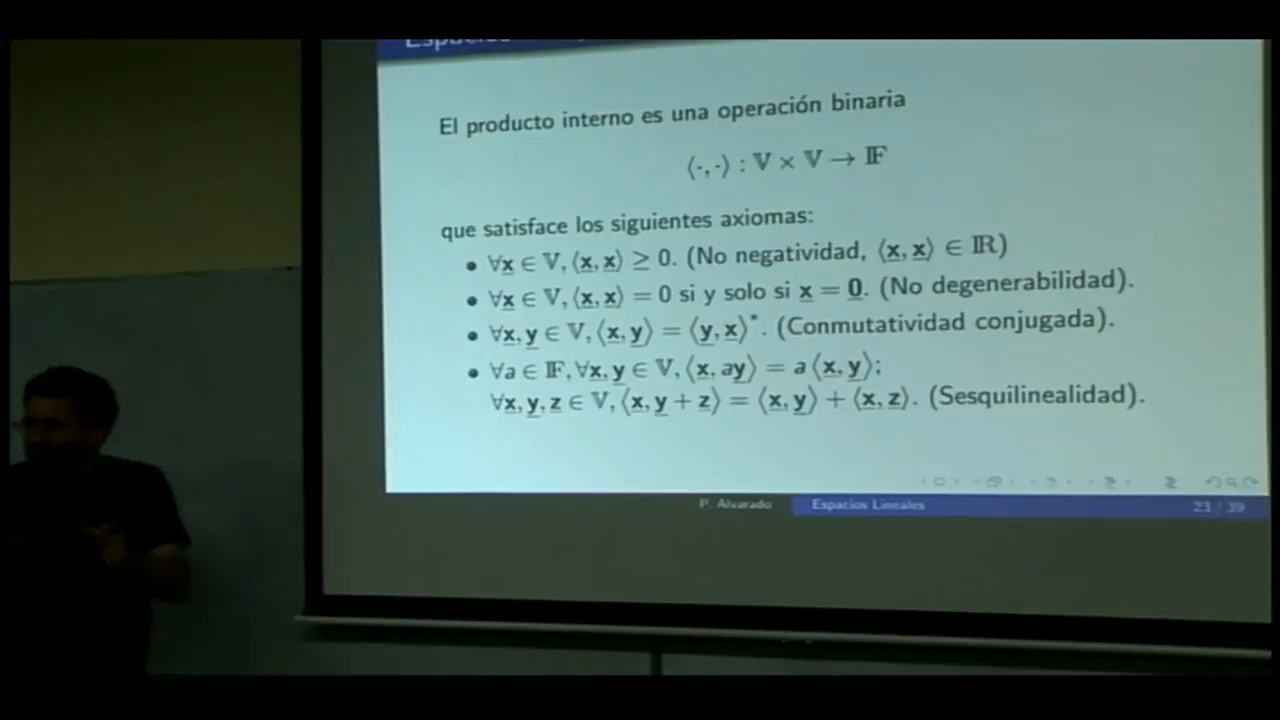 Espacios
El producto interno es una operación binaria
⟨·,·⟩ : 𝕍 × 𝕍 → 𝔽
que satisface los siguientes axiomas:
• ∀x̲ ∈ 𝕍, ⟨x̲, x̲⟩ ≥ 0. (No negatividad, ⟨x̲, x̲⟩ ∈ ℝ)
• ∀x̲ ∈ 𝕍, ⟨x̲, x̲⟩ = 0 si y solo si x̲ = 0̲. (No degenerabilidad).
• ∀x̲, y̲ ∈ 𝕍, ⟨x̲, y̲⟩ = ⟨y̲, x̲⟩*. (Conmutatividad conjugada).
• ∀a ∈ 𝔽, ∀x̲, y̲ ∈ 𝕍, ⟨x̲, ay̲⟩ = a ⟨x̲, y̲⟩;
∀x̲, y̲, z̲ ∈ 𝕍, ⟨x̲, y̲ + z̲⟩ = ⟨x̲, y̲⟩ + ⟨x̲, z̲⟩. (Sesquilinealidad).
P. Alvarado Espacios Lineales 23 / 39